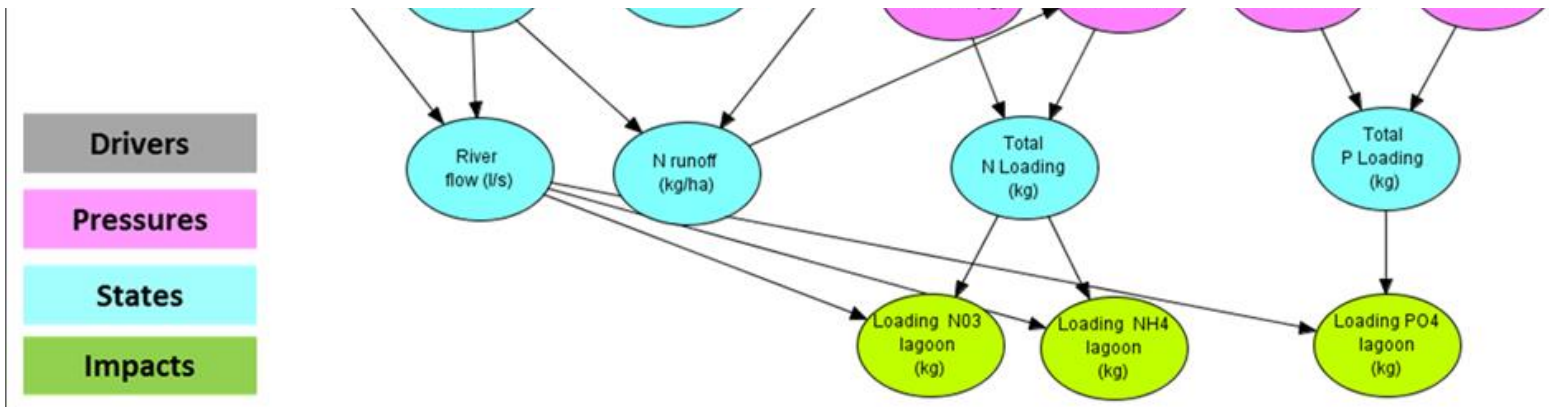 Drivers
Pressures
States
Impacts
River
flow (l/s)
N runoff
(kg/ha)
Total
N Loading
(kg)
Total
P Loading
(kg)
Loading N03
lagoon
(kg)
Loading NH4
lagoon
(kg)
Loading PO4
lagoon
(kg)